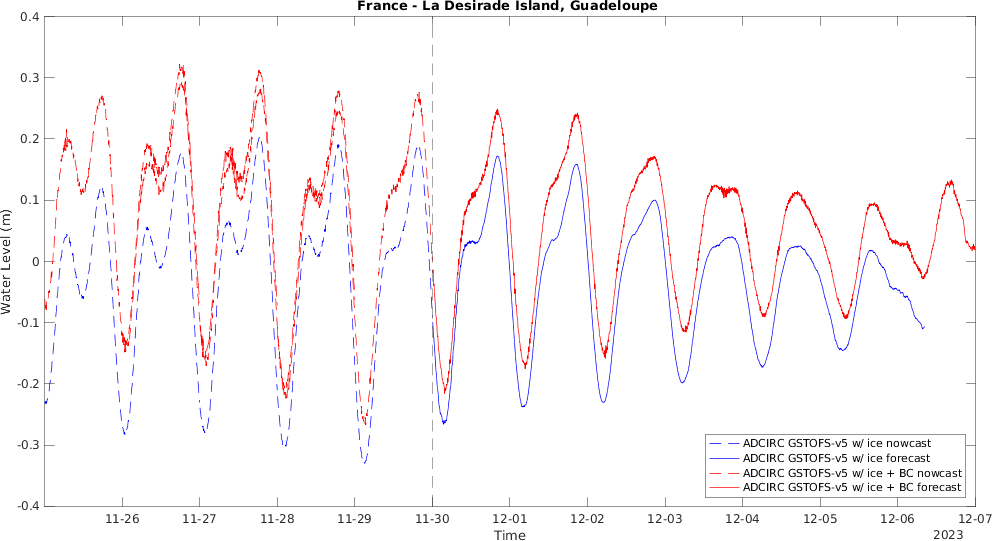 France - La Desirade Island, Guadeloupe
0.4
0.3
0.2
0.1
0
-0.1
-0.2
-0.3
-0.4
Water Level (m)
ADCIRC GSTOFS-v5 w/ ice nowcast
ADCIRC GSTOFS-v5 w/ ice forecast
ADCIRC GSTOFS-v5 w/ ice + BC nowcast
ADCIRC GSTOFS-v5 w/ ice + BC forecast
11-26 11-27 11-28 11-29 11-30 12-01 12-02 12-03 12-04 12-05 12-06 12-07
Time
2023